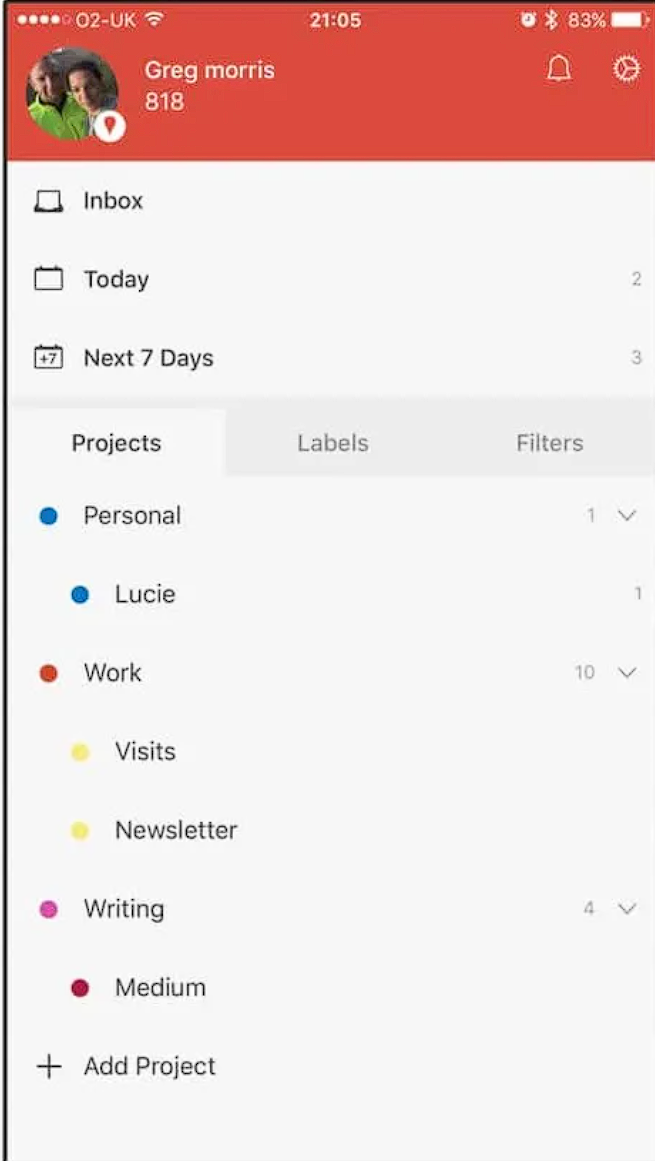 O2-UK 21:05 83%
Greg morris
818
Inbox
Today 2
+7 Next 7 Days 3
Projects Labels Filters
Personal 1
Lucie 1
Work 10
Visits
Newsletter
Writing 4
Medium
+ Add Project